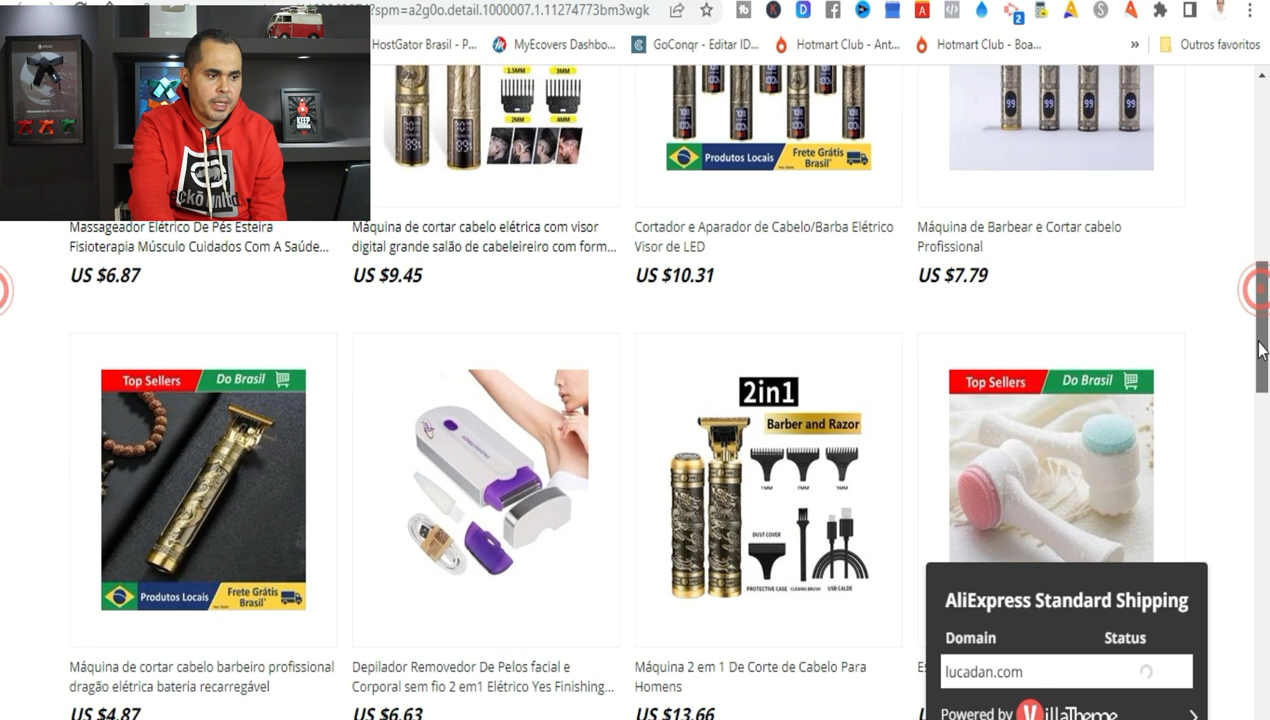 ?spm=a2g0o.detail.1000007.1.11274773bm3wgk
HostGator Brasil - P...
MyEcovers Dashbo...
GoConqr - Editar ID...
Hotmart Club - Ant...
Hotmart Club - Boa...
»
Outros favoritos
eckō unltd.
1.5MM
3MM
2MM
4MM
Produtos Locais
Frete Grátis
Brasil*
99
99
99
99
Massageador Elétrico De Pés Esteira
Fisioterapia Músculo Cuidados Com A Saúde...
US $6.87
Máquina de cortar cabelo elétrica com visor
digital grande salão de cabeleireiro com form...
US $9.45
Cortador e Aparador de Cabelo/Barba Elétrico
Visor de LED
US $10.31
Máquina de Barbear e Cortar cabelo
Profissional
US $7.79
Top Sellers
Do Brasil
Produtos Locais
Frete Grátis
Brasil*
2in1
Barber and Razor
DUST COVER
PROTECTIVE CASE
USB CALDE
Top Sellers
Do Brasil
Máquina de cortar cabelo barbeiro profissional
dragão elétrica bateria recarregável
US $4.87
Depilador Removedor De Pelos facial e
Corporal sem fio 2 em1 Elétrico Yes Finishing...
US $6.63
Máquina 2 em 1 De Corte de Cabelo Para
Homens
US $13.66
AliExpress Standard Shipping
Domain
Status
lucadan.com
Powered by VillaTheme